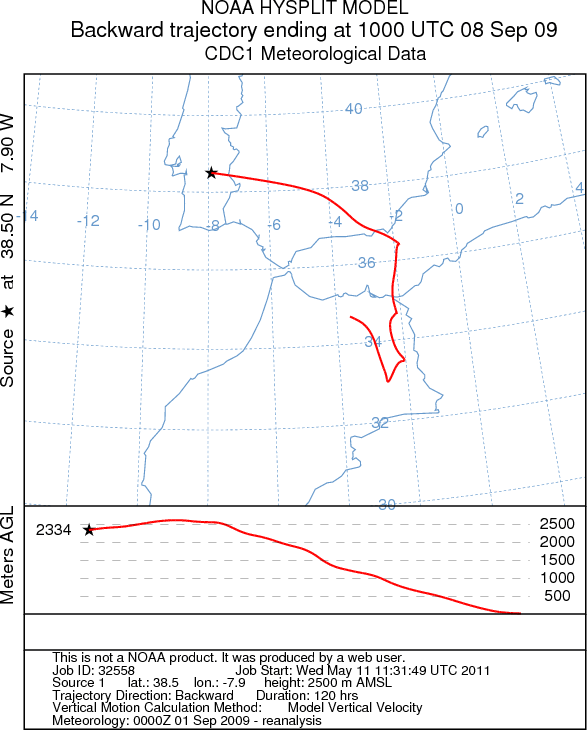 NOAA HYSPLIT MODEL
Backward trajectory ending at 1000 UTC 08 Sep 09
CDC1 Meteorological Data
Source ★ at 38.50 N 7.90 W
40
38
36
34
32
30
-14
-12
-10
-8
-6
-4
-2
0
2
4
Meters AGL
2334
2500
2000
1500
1000
500
This is not a NOAA product. It was produced by a web user.
Job ID: 32558 Job Start: Wed May 11 11:31:49 UTC 2011
Source 1 lat.: 38.5 lon.: -7.9 height: 2500 m AMSL
Trajectory Direction: Backward Duration: 120 hrs
Vertical Motion Calculation Method: Model Vertical Velocity
Meteorology: 0000Z 01 Sep 2009 - reanalysis